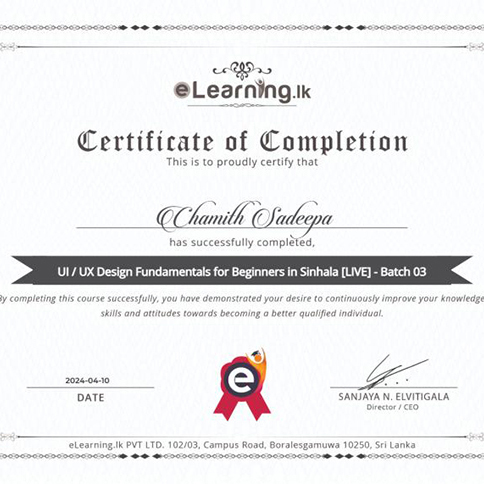 eLearning.lk
Certificate of Completion
This is to proudly certify that
Chamith Sadeepa
has successfully completed,
UI / UX Design Fundamentals for Beginners in Sinhala [LIVE] - Batch 03
By completing this course successfully, you have demonstrated your desire to continuously improve your knowledge
skills and attitudes towards becoming a better qualified individual.
e
2024-04-10
DATE
SANJAYA N. ELVITIGALA
Director / CEO
eLearning.lk PVT LTD. 102/03, Campus Road, Boralesgamuwa 10250, Sri Lanka